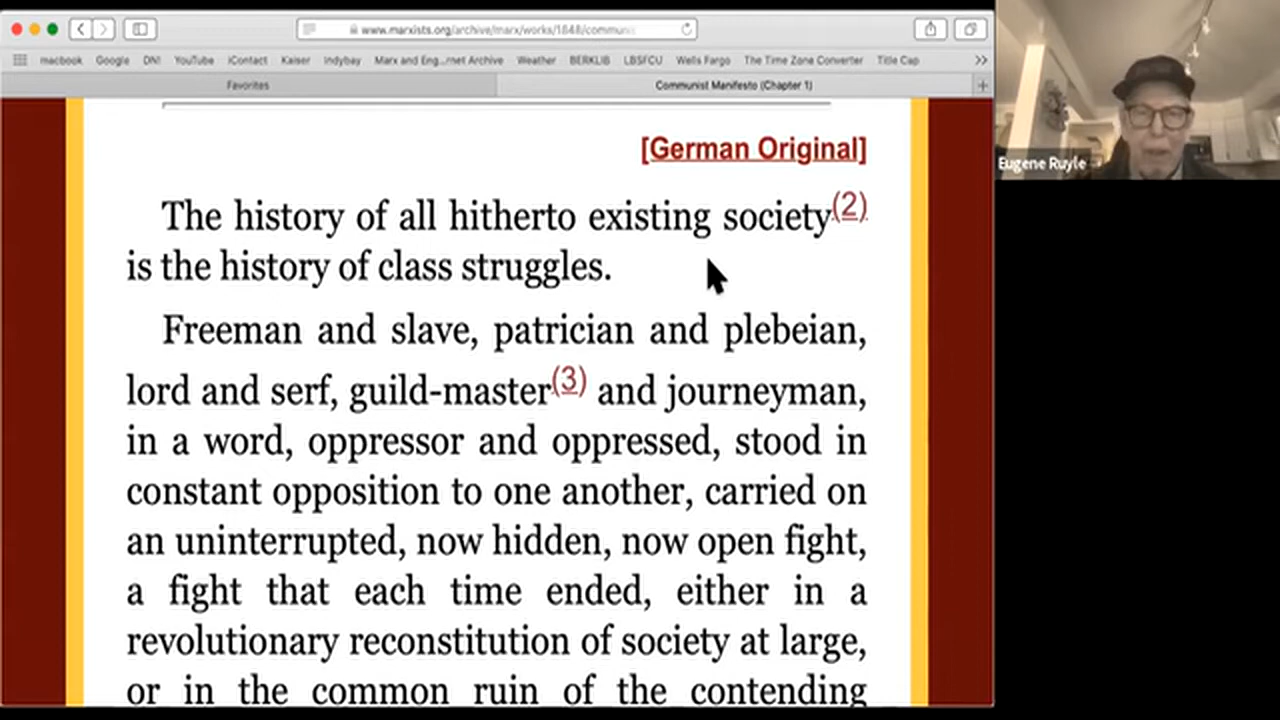 www.marxists.org/archive/marx/works/1848/commun
macbook Google DN! YouTube iContact Kaiser Indybay Marx and Eng...rnet Archive Weather BERKLIB LBSFCU Wells Fargo The Time Zone Converter Title Cap >>
Favorites Communist Manifesto (Chapter 1) +
[German Original]
The history of all hitherto existing society(2)
is the history of class struggles.
Freeman and slave, patrician and plebeian,
lord and serf, guild-master(3) and journeyman,
in a word, oppressor and oppressed, stood in
constant opposition to one another, carried on
an uninterrupted, now hidden, now open fight,
a fight that each time ended, either in a
revolutionary reconstitution of society at large,
or in the common ruin of the contending
Eugene Ruyle